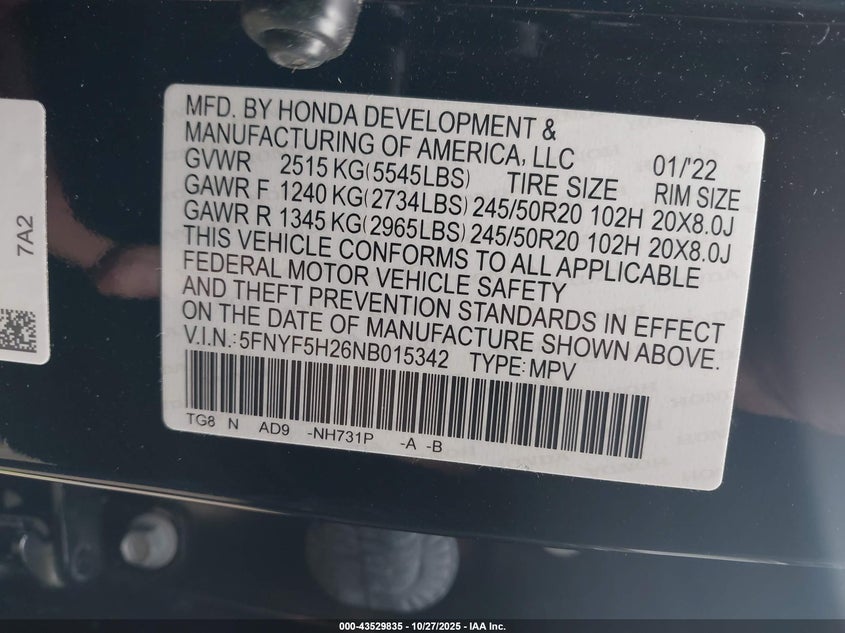 MFD. BY HONDA DEVELOPMENT &
MANUFACTURING OF AMERICA, LLC 01/'22
GVWR 2515 KG(5545LBS) TIRE SIZE RIM SIZE
GAWR F 1240 KG(2734LBS) 245/50R20 102H 20X8.0J
GAWR R 1345 KG(2965LBS) 245/50R20 102H 20X8.0J
THIS VEHICLE CONFORMS TO ALL APPLICABLE
FEDERAL MOTOR VEHICLE SAFETY
AND THEFT PREVENTION STANDARDS IN EFFECT
ON THE DATE OF MANUFACTURE SHOWN ABOVE.
V.I.N.:5FNYF5H26NB015342 TYPE:MPV
TG8 N AD9 -NH731P -A -B
7A2
000-43529835 - 10/27/2025 - IAA Inc.